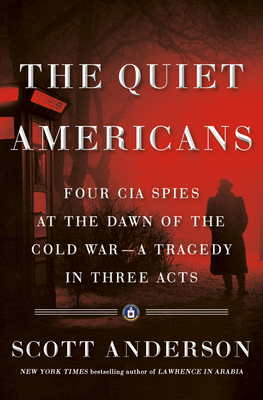 THE QUIET
AMERICANS
FOUR CIA SPIES
AT THE DAWN OF THE
COLD WAR—A TRAGEDY
IN THREE ACTS
SCOTT ANDERSON
NEW YORK TIMES bestselling author of LAWRENCE IN ARABIA